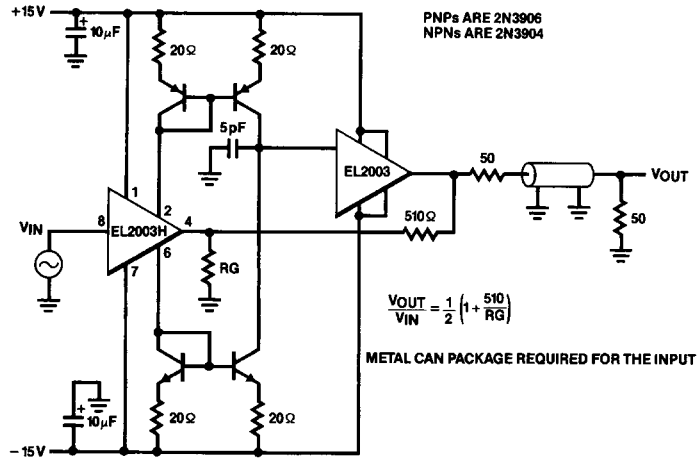 +15V
10µF
+
20Ω
20Ω
PNPs ARE 2N3906
NPNs ARE 2N3904
5pF
EL2003
50
VOUT
50
510Ω
1
2
VIN
8
EL2003H
4
6
7
RG
VOUT/VIN = 1/2 (1 + 510/RG)
METAL CAN PACKAGE REQUIRED FOR THE INPUT
+
10µF
20Ω
20Ω
−15V